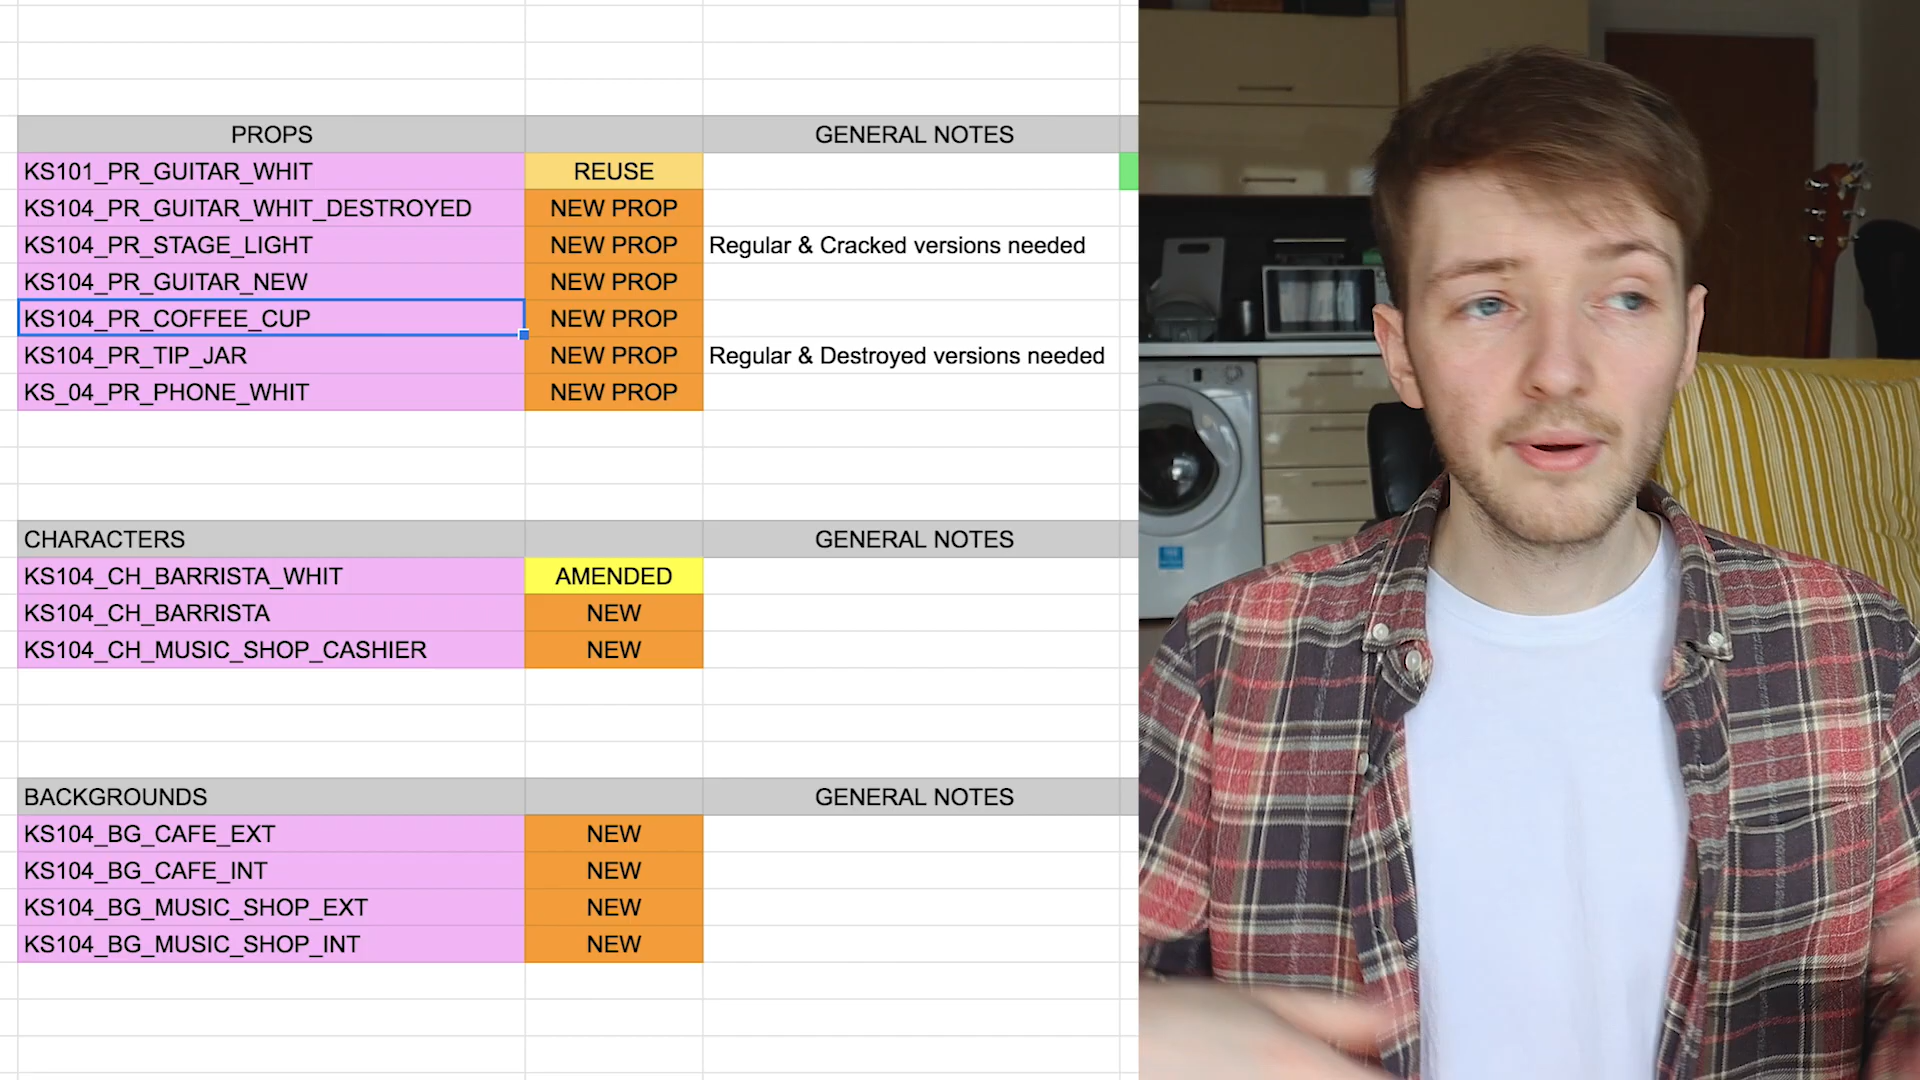 PROPS GENERAL NOTES
KS101_PR_GUITAR_WHIT REUSE
KS104_PR_GUITAR_WHIT_DESTROYED NEW PROP
KS104_PR_STAGE_LIGHT NEW PROP Regular & Cracked versions needed
KS104_PR_GUITAR_NEW NEW PROP
KS104_PR_COFFEE_CUP NEW PROP
KS104_PR_TIP_JAR NEW PROP Regular & Destroyed versions needed
KS_04_PR_PHONE_WHIT NEW PROP
CHARACTERS GENERAL NOTES
KS104_CH_BARRISTA_WHIT AMENDED
KS104_CH_BARRISTA NEW
KS104_CH_MUSIC_SHOP_CASHIER NEW
BACKGROUNDS GENERAL NOTES
KS104_BG_CAFE_EXT NEW
KS104_BG_CAFE_INT NEW
KS104_BG_MUSIC_SHOP_EXT NEW
KS104_BG_MUSIC_SHOP_INT NEW